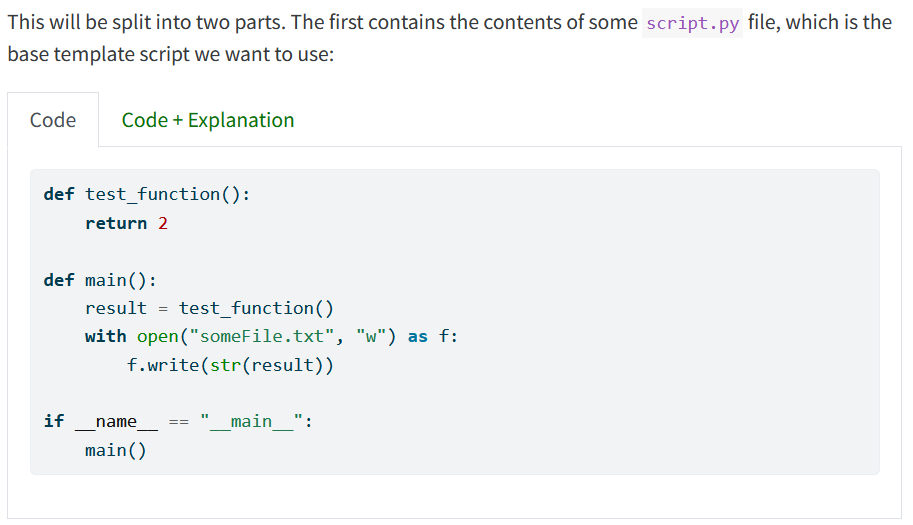 This will be split into two parts. The first contains the contents of some script.py file, which is the
base template script we want to use:
Code
Code + Explanation
def test_function():
    return 2

def main():
    result = test_function()
    with open("someFile.txt", "w") as f:
        f.write(str(result))

if __name__ == "__main__":
    main()